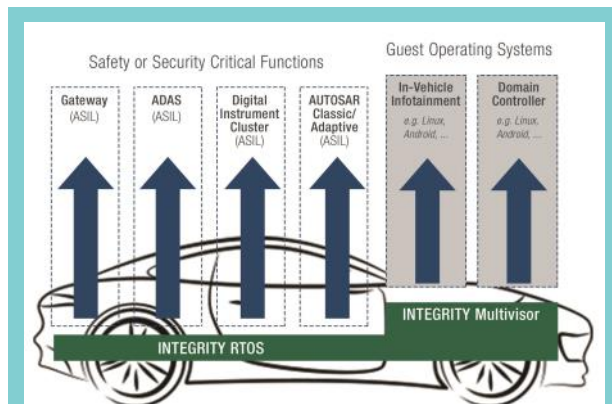 Safety or Security Critical Functions
Guest Operating Systems
Gateway
(ASIL)
ADAS
(ASIL)
Digital
Instrument
Cluster
(ASIL)
AUTOSAR
Classic/
Adaptive
(ASIL)
In-Vehicle
Infotainment
e.g. Linux,
Android, ...
Domain
Controller
e.g. Linux,
Android, ...
INTEGRITY Multivisor
INTEGRITY RTOS